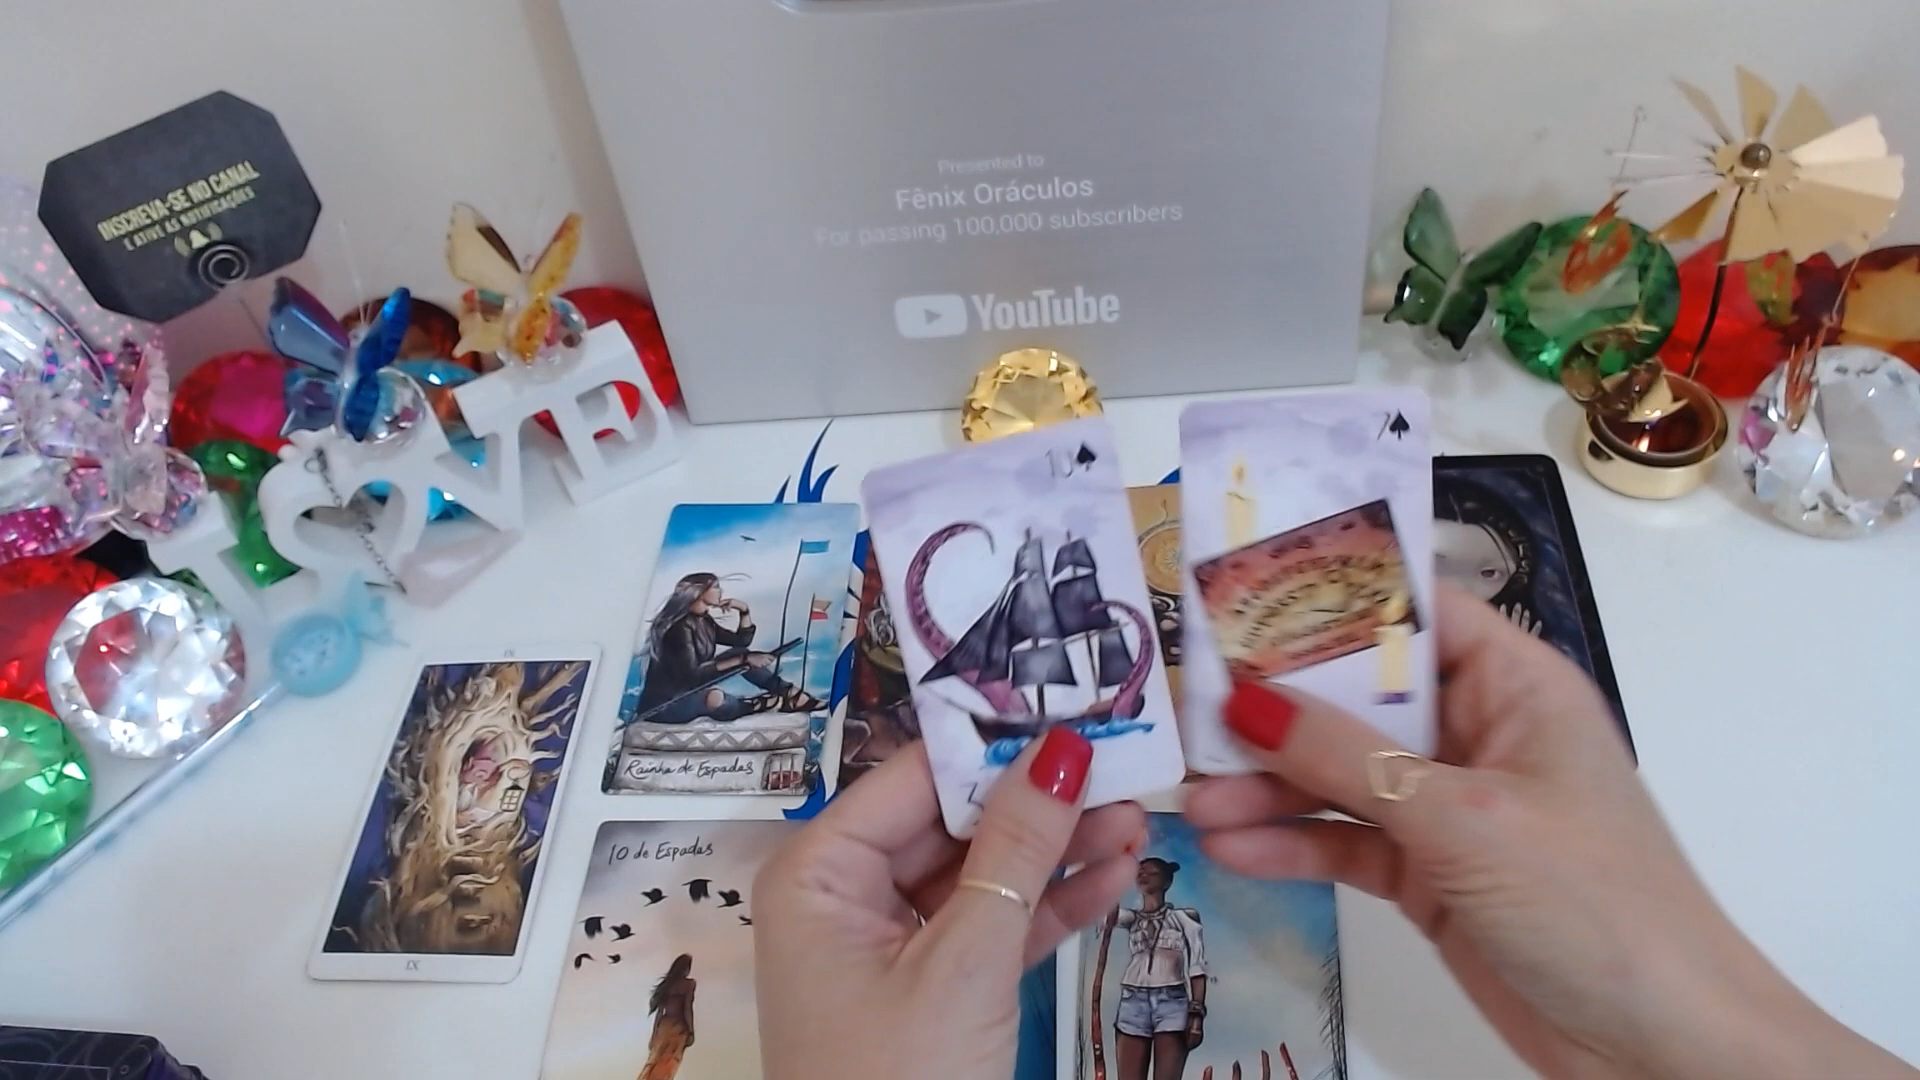 INSCREVA-SE NO CANAL
E ATIVE AS NOTIFICAÇÕES
Presented to
Fênix Oráculos
For passing 100,000 subscribers
YouTube
LOVE
10♠
7♠
Rainha de Espadas
IX
IX
10 de Espadas